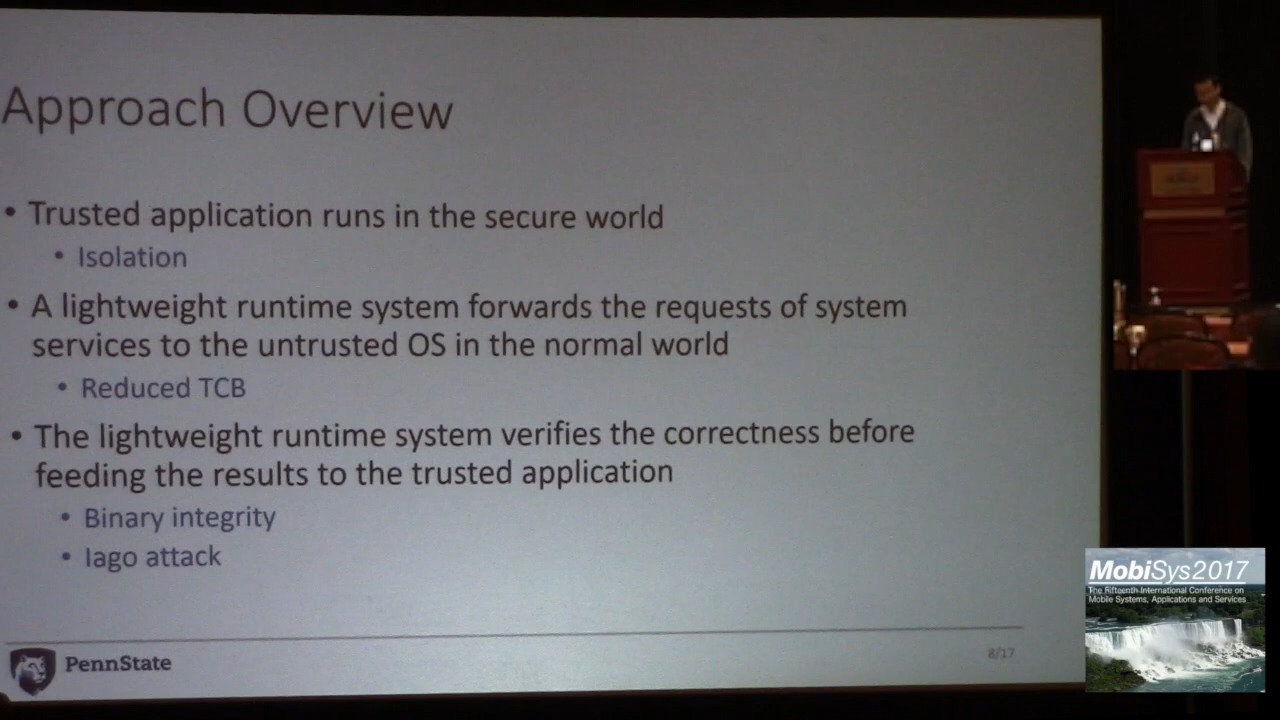 Approach Overview
• Trusted application runs in the secure world
• Isolation
• A lightweight runtime system forwards the requests of system
services to the untrusted OS in the normal world
• Reduced TCB
• The lightweight runtime system verifies the correctness before
feeding the results to the trusted application
• Binary integrity
• Iago attack
PennState
8/17
MobiSys2017
The Fifteenth International Conference on
Mobile Systems, Applications and Services